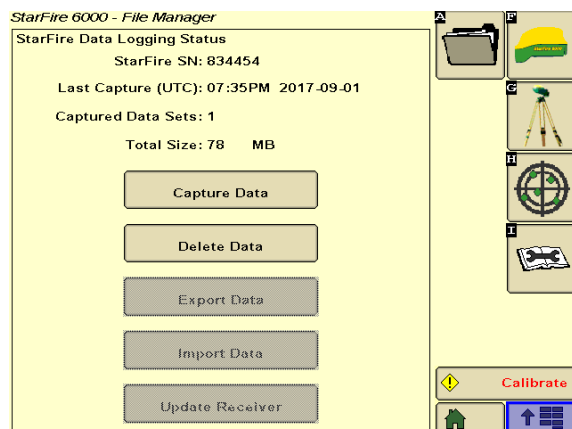 StarFire 6000 - File Manager
StarFire Data Logging Status
StarFire SN: 834454
Last Capture (UTC): 07:35PM 2017-09-01
Captured Data Sets: 1
Total Size: 78 MB
Capture Data
Delete Data
Export Data
Import Data
Update Receiver
A
F
G
H
I
Calibrate